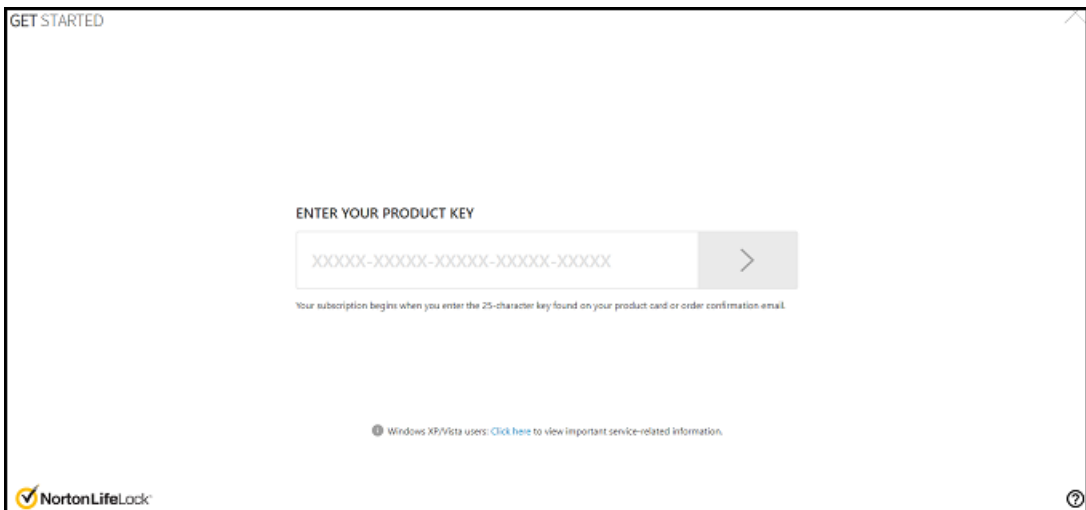 GET STARTED
ENTER YOUR PRODUCT KEY
XXXXX-XXXXX-XXXXX-XXXXX-XXXXX
Your subscription begins when you enter the 25-character key found on your product card or order confirmation email.
Windows XP/Vista users: Click here to view important service-related information.
NortonLifeLock